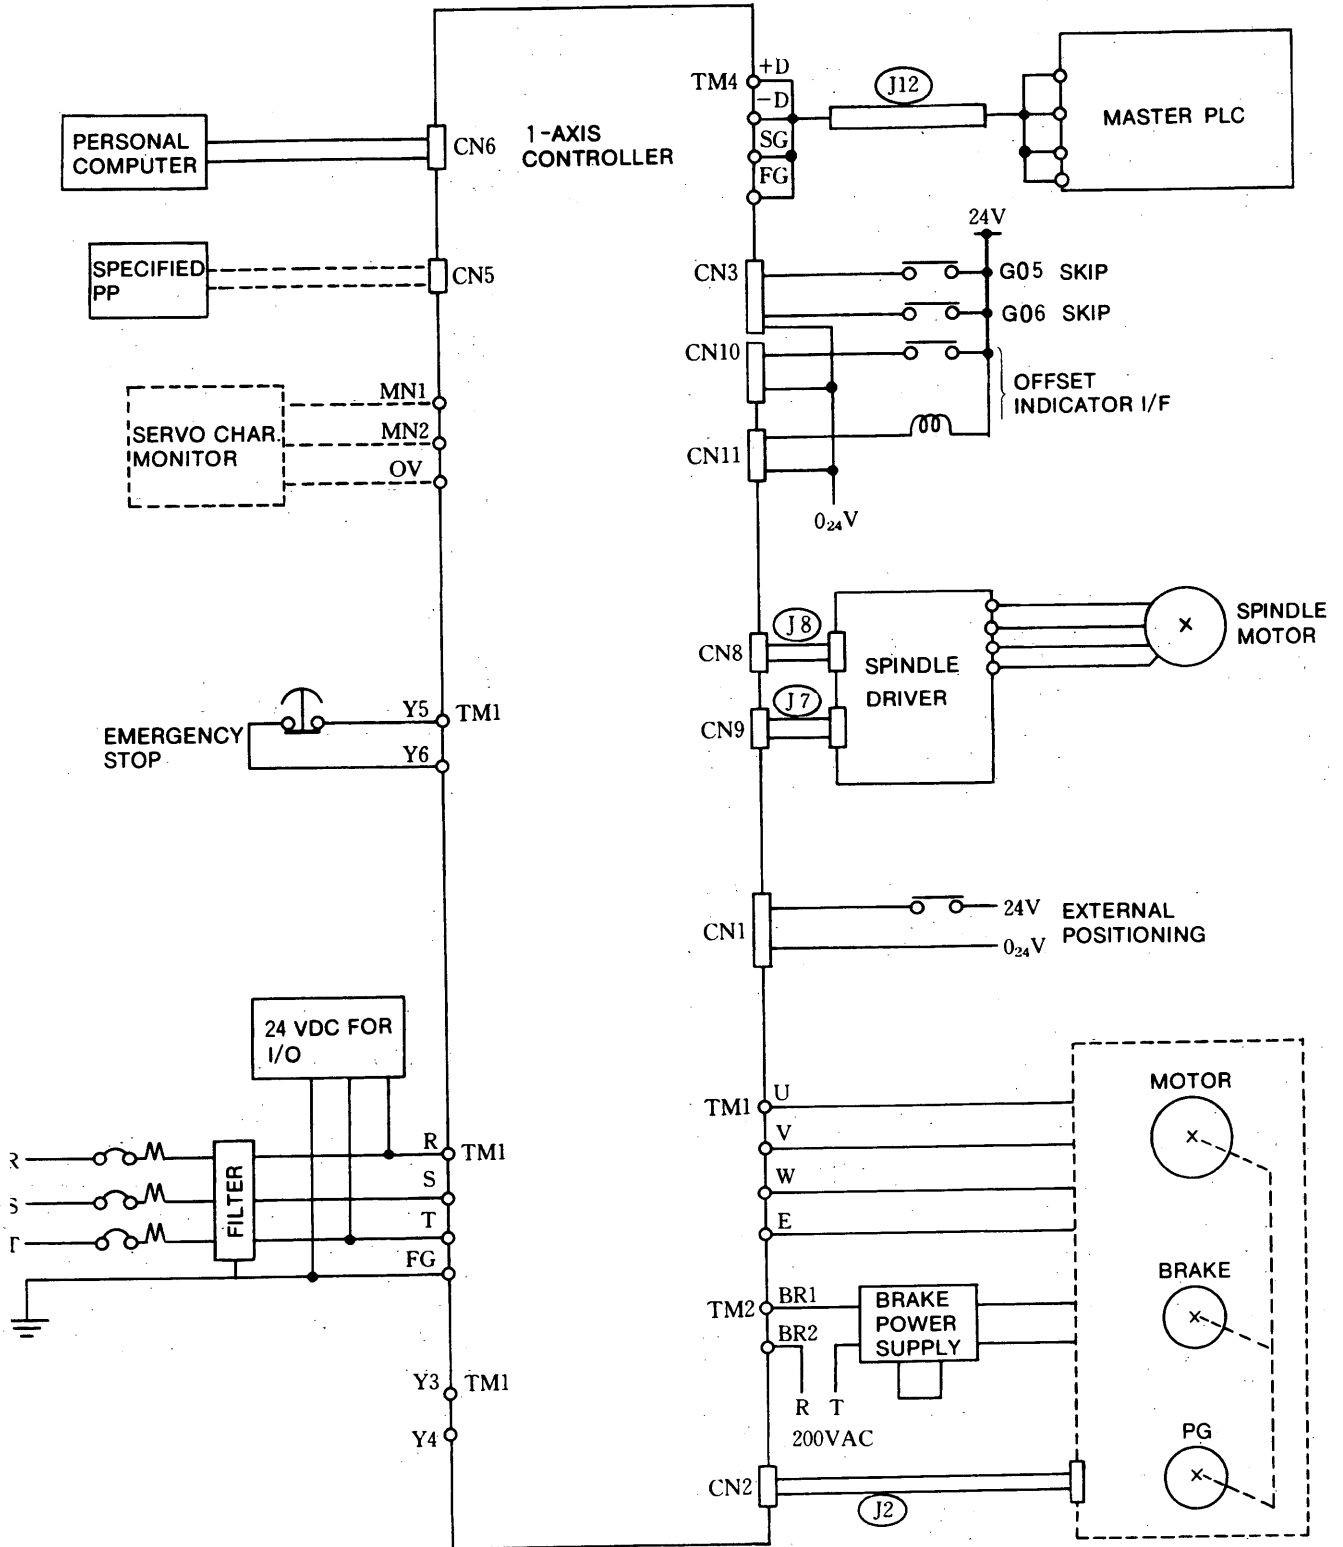 PERSONAL
COMPUTER
CN6
1-AXIS
CONTROLLER
SPECIFIED
PP
CN5
SERVO CHAR.
MONITOR
MN1
MN2
OV
EMERGENCY
STOP
Y5
TM1
Y6
24 VDC FOR
I/O
R
S
T
FILTER
R
TM1
S
T
FG
Y3
TM1
Y4
TM4
+D
-D
SG
FG
J12
MASTER PLC
24V
CN3
G05 SKIP
G06 SKIP
CN10
OFFSET
INDICATOR I/F
CN11
0₂₄V
CN8
J8
CN9
J7
SPINDLE
DRIVER
SPINDLE
MOTOR
CN1
24V
0₂₄V
EXTERNAL
POSITIONING
TM1
U
V
W
E
TM2
BR1
BR2
BRAKE
POWER
SUPPLY
R T
200VAC
CN2
J2
MOTOR
BRAKE
PG